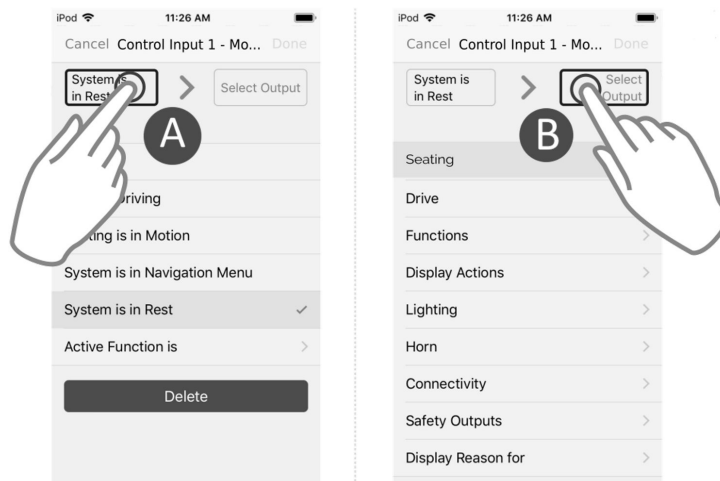 iPod 11:26 AM
Cancel Control Input 1 - Mo... Done
System is
in Rest
Select Output
A
riving
ing is in Motion
System is in Navigation Menu
System is in Rest
Active Function is
Delete
iPod 11:26 AM
Cancel Control Input 1 - Mo... Done
System is
in Rest
Select
Output
B
Seating
Drive
Functions
Display Actions
Lighting
Horn
Connectivity
Safety Outputs
Display Reason for